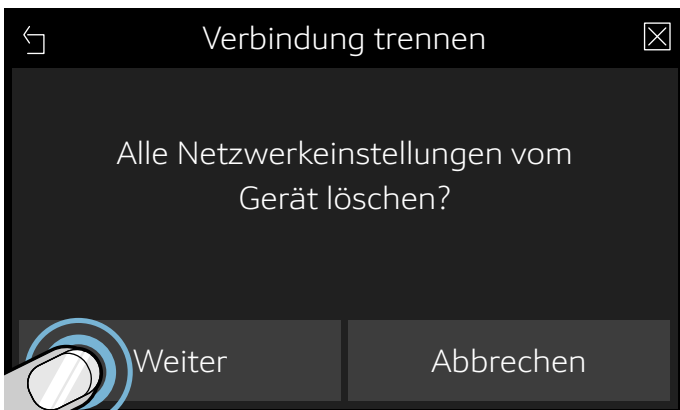 Verbindung trennen
Alle Netzwerkeinstellungen vom
Gerät löschen?
Weiter
Abbrechen